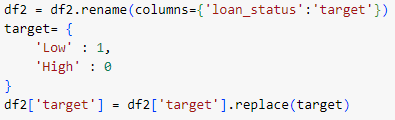 df2 = df2.rename(columns={'loan_status':'target'})
target= {
    'Low' : 1,
    'High' : 0
}
df2['target'] = df2['target'].replace(target)